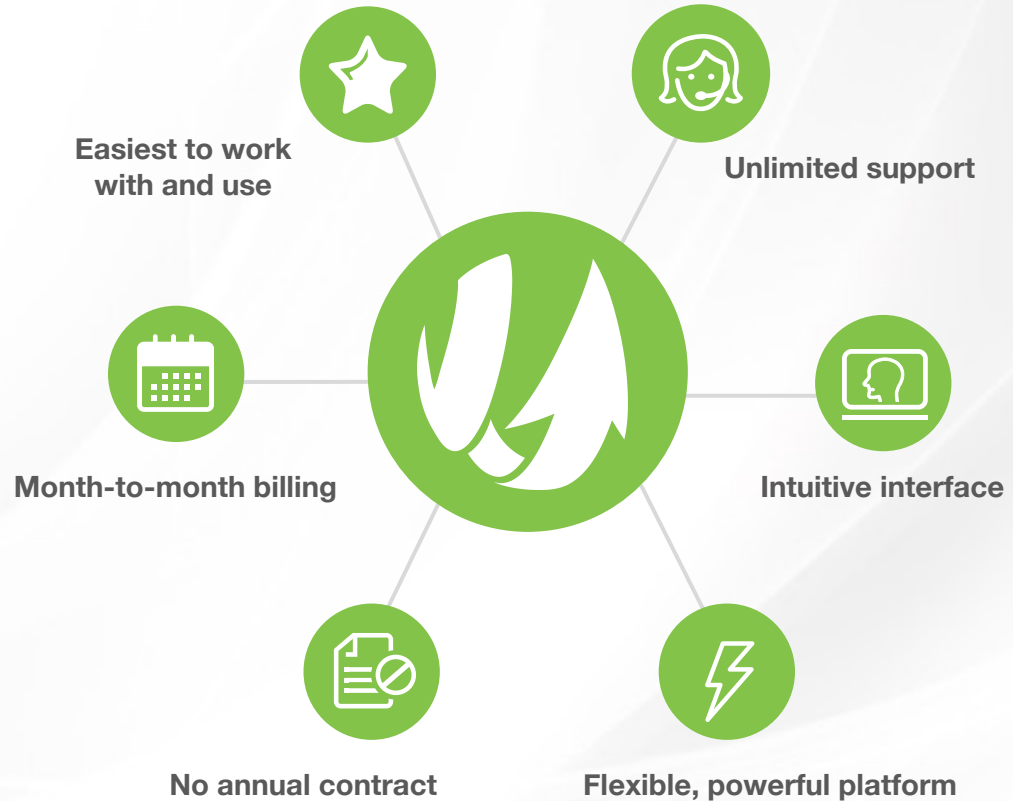 Easiest to work
with and use
Unlimited support
Month-to-month billing
Intuitive interface
No annual contract
Flexible, powerful platform